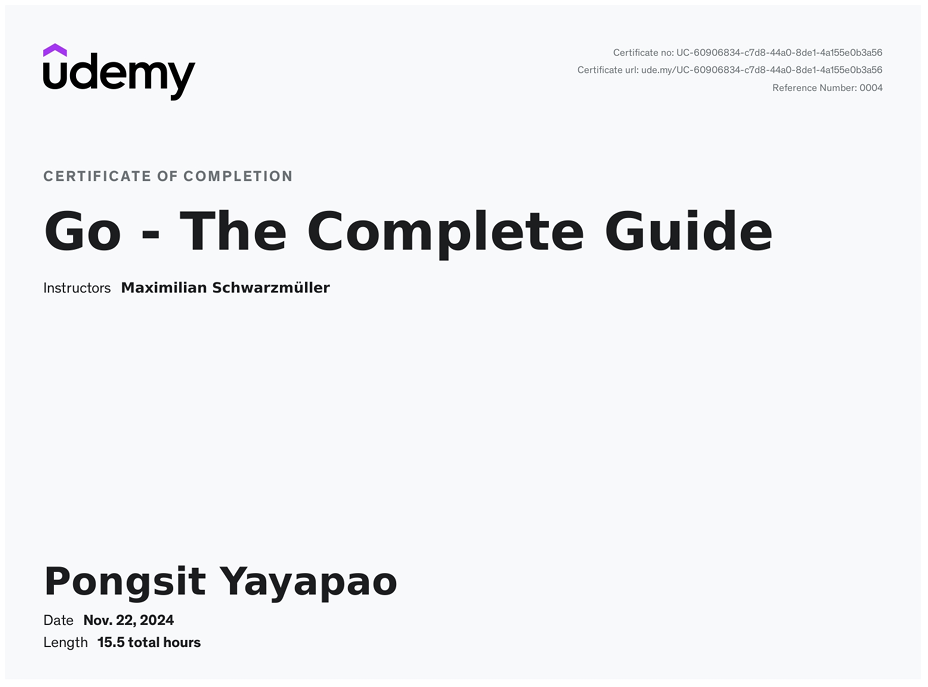 udemy
Certificate no: UC-60906834-c7d8-44a0-8de1-4a155e0b3a56
Certificate url: ude.my/UC-60906834-c7d8-44a0-8de1-4a155e0b3a56
Reference Number: 0004
CERTIFICATE OF COMPLETION
Go - The Complete Guide
Instructors Maximilian Schwarzmüller
Pongsit Yayapao
Date Nov. 22, 2024
Length 15.5 total hours